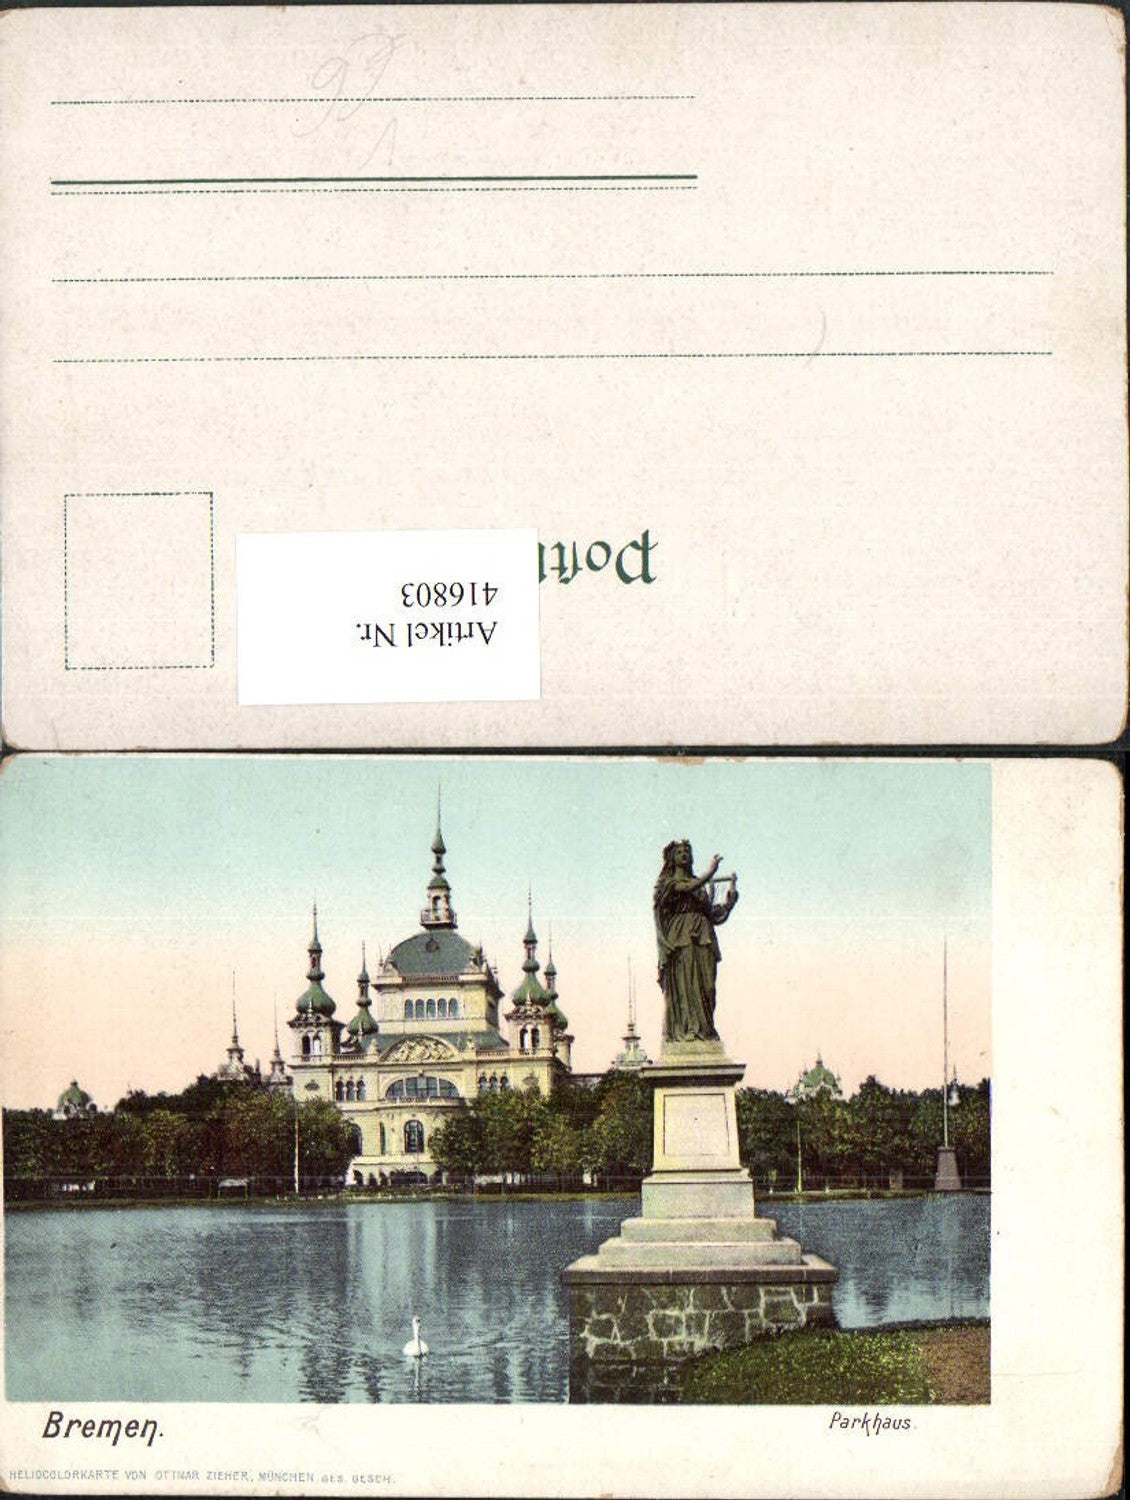 Artikel Nr.
416803
Bremen.
Parkhaus.
HELIOCOLORKARTE VON OTTMAR ZIEHER, MÜNCHEN GES. GESCH.